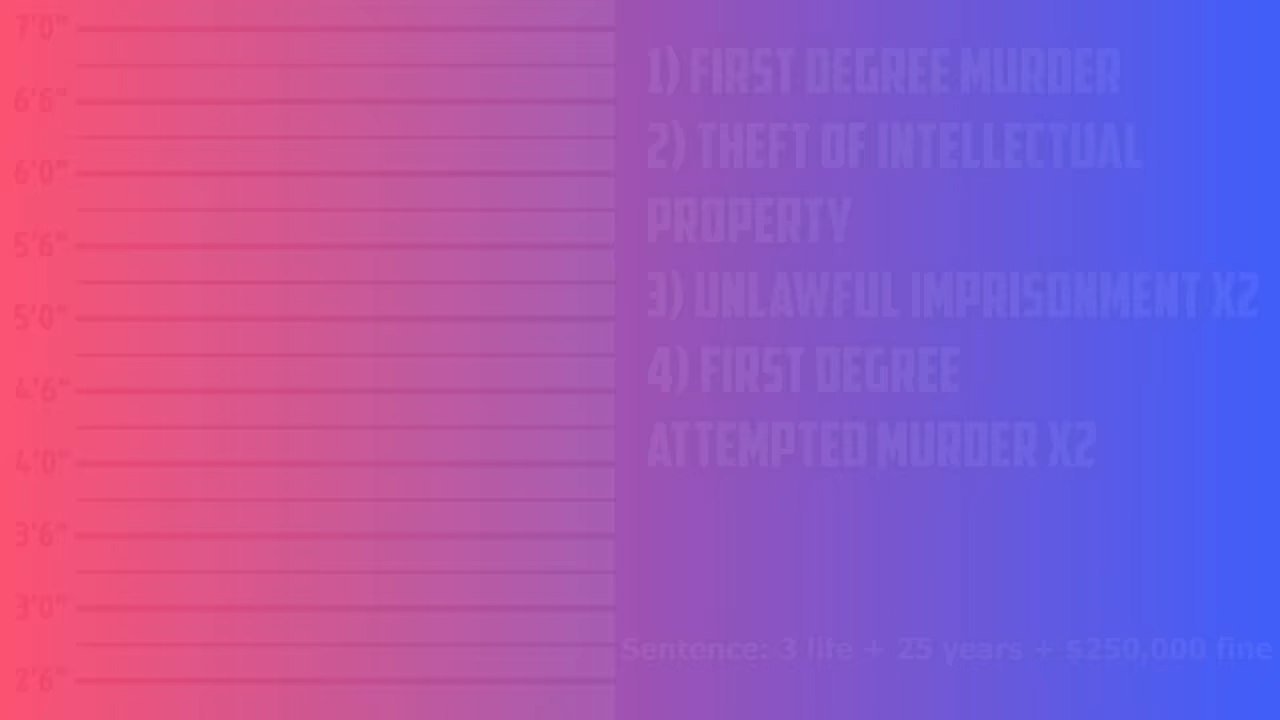 7'0"
6'6"
6'0"
5'6"
5'0"
4'6"
4'0"
3'6"
3'0"
2'6"
1) FIRST DEGREE MURDER
2) THEFT OF INTELLECTUAL
PROPERTY
3) UNLAWFUL IMPRISONMENT X2
4) FIRST DEGREE
ATTEMPTED MURDER X2
Sentence: 3 life + 25 years + $250,000 fine